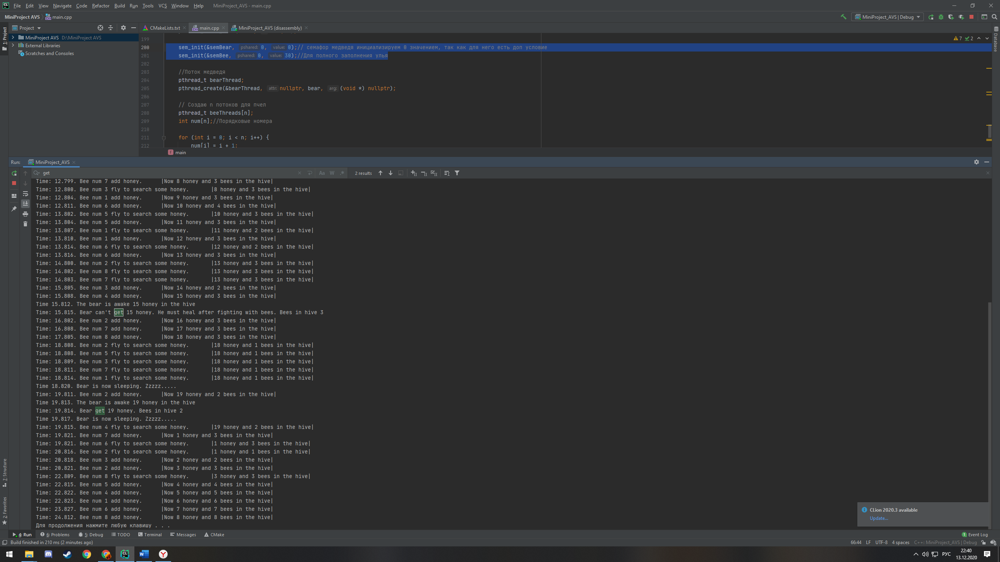 CL File Edit View Navigate Code Refactor Build Run Tools VCS Window Help MiniProject_AVS - main.cpp
MiniProject AVS main.cpp MiniProject_AVS | Debug
1: Project
Project
MiniProject AVS D:\MiniProject AVS
External Libraries
Scratches and Consoles
CMakeLists.txt main.cpp MiniProject_AVS (disassembly)
7 2
Database
199
200 sem_init(&semBear, pshared: 0, value: 0);// семафор медведя инициализируем 0 значением, так как для него есть доп условие
201 sem_init(&semBee, pshared: 0, value: 30);//Для полного заполнения улья
202
203 //Поток медведя
204 pthread_t bearThread;
205 pthread_create(&bearThread, attr: nullptr, bear, arg: (void *) nullptr);
206
207 // Создаю n потоков для пчел
208 pthread_t beeThreads[n];
209 int num[n];//Порядковые номера
210
211 for (int i = 0; i < n; i++) {
212 num[i] = i + 1;
f main
Run: MiniProject_AVS
get Aa W .* 2 results
Time: 12.799. Bee num 7 add honey. |Now 8 honey and 3 bees in the hive|
Time: 12.800. Bee num 3 fly to search some honey. |8 honey and 3 bees in the hive|
Time: 12.804. Bee num 1 add honey. |Now 9 honey and 3 bees in the hive|
Time: 12.811. Bee num 6 add honey. |Now 10 honey and 4 bees in the hive|
Time: 13.802. Bee num 5 fly to search some honey. |10 honey and 3 bees in the hive|
Time: 13.804. Bee num 5 add honey. |Now 11 honey and 3 bees in the hive|
Time: 13.807. Bee num 1 fly to search some honey. |11 honey and 2 bees in the hive|
Time: 13.810. Bee num 1 add honey. |Now 12 honey and 3 bees in the hive|
Time: 13.814. Bee num 6 fly to search some honey. |12 honey and 2 bees in the hive|
Time: 13.816. Bee num 6 add honey. |Now 13 honey and 3 bees in the hive|
Time: 14.800. Bee num 2 fly to search some honey. |13 honey and 3 bees in the hive|
Time: 14.802. Bee num 8 fly to search some honey. |13 honey and 3 bees in the hive|
Time: 14.803. Bee num 7 fly to search some honey. |13 honey and 3 bees in the hive|
Time: 15.805. Bee num 3 add honey. |Now 14 honey and 2 bees in the hive|
Time: 15.808. Bee num 4 add honey. |Now 15 honey and 3 bees in the hive|
Time 15.812. The bear is awake 15 honey in the hive
Time: 15.815. Bear can't get 15 honey. He must heal after fighting with bees. Bees in hive 3
Time: 16.802. Bee num 2 add honey. |Now 16 honey and 3 bees in the hive|
Time: 16.808. Bee num 7 add honey. |Now 17 honey and 3 bees in the hive|
Time: 17.805. Bee num 8 add honey. |Now 18 honey and 3 bees in the hive|
Time: 18.808. Bee num 2 fly to search some honey. |18 honey and 1 bees in the hive|
Time: 18.808. Bee num 5 fly to search some honey. |18 honey and 1 bees in the hive|
Time: 18.809. Bee num 3 fly to search some honey. |18 honey and 1 bees in the hive|
Time: 18.811. Bee num 7 fly to search some honey. |18 honey and 1 bees in the hive|
Time: 18.814. Bee num 1 fly to search some honey. |18 honey and 1 bees in the hive|
Time 18.820. Bear is now sleeping. Zzzzz.....
Time: 19.811. Bee num 2 add honey. |Now 19 honey and 2 bees in the hive|
Time 19.813. The bear is awake 19 honey in the hive
Time: 19.814. Bear get 19 honey. Bees in hive 2
Time 19.817. Bear is now sleeping. Zzzzz.....
Time: 19.815. Bee num 4 fly to search some honey. |19 honey and 2 bees in the hive|
Time: 19.821. Bee num 7 add honey. |Now 1 honey and 3 bees in the hive|
Time: 19.821. Bee num 6 fly to search some honey. |1 honey and 3 bees in the hive|
Time: 20.816. Bee num 2 fly to search some honey. |1 honey and 1 bees in the hive|
Time: 20.818. Bee num 3 add honey. |Now 2 honey and 2 bees in the hive|
Time: 20.821. Bee num 2 add honey. |Now 3 honey and 3 bees in the hive|
Time: 22.809. Bee num 8 fly to search some honey. |3 honey and 3 bees in the hive|
Time: 22.815. Bee num 5 add honey. |Now 4 honey and 4 bees in the hive|
Time: 22.822. Bee num 4 add honey. |Now 5 honey and 5 bees in the hive|
Time: 22.823. Bee num 1 add honey. |Now 6 honey and 6 bees in the hive|
Time: 23.827. Bee num 6 add honey. |Now 7 honey and 7 bees in the hive|
Time: 24.812. Bee num 8 add honey. |Now 8 honey and 8 bees in the hive|
Для продолжения нажмите любую клавишу . . .
7: Structure
2: Favorites
CLion 2020.3 available
Update...
4: Run 6: Problems 5: Debug TODO Terminal Messages CMake 1 Event Log
Build finished in 210 ms (2 minutes ago) 66:44 LF UTF-8 4 spaces C++: MiniProject_AVS | Debug
РУС 22:40
13.12.2020